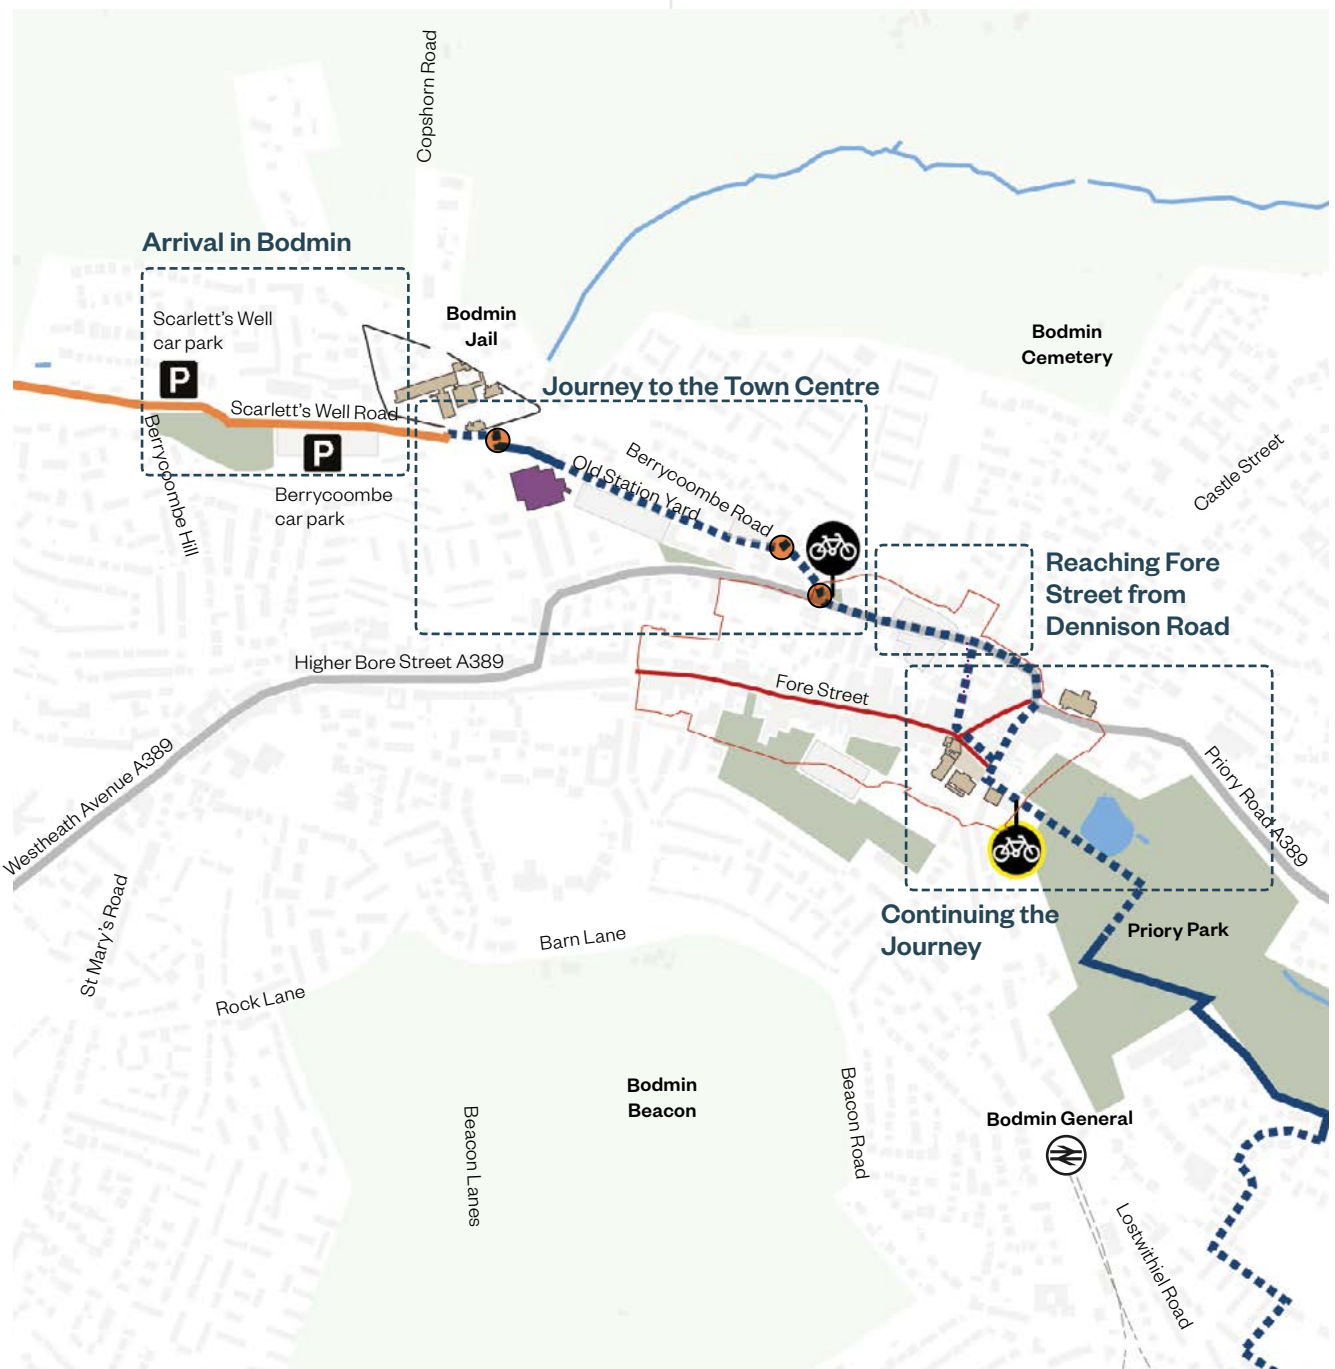 Copshorn Road
Arrival in Bodmin
Scarlett's Well
car park
P
Bodmin
Jail
Bodmin
Cemetery
Journey to the Town Centre
Scarlett's Well Road
Berrycoombe Hill
P
Berrycoombe
car park
Berrycoombe Road
Old Station Yard
Castle Street
Reaching Fore
Street from
Dennison Road
Higher Bore Street A389
Fore Street
Westheath Avenue A389
Priory Road A389
St Mary's Road
Continuing the
Journey
Priory Park
Barn Lane
Rock Lane
Bodmin
Beacon
Beacon Lanes
Beacon Road
Bodmin General
Lostwithiel Road